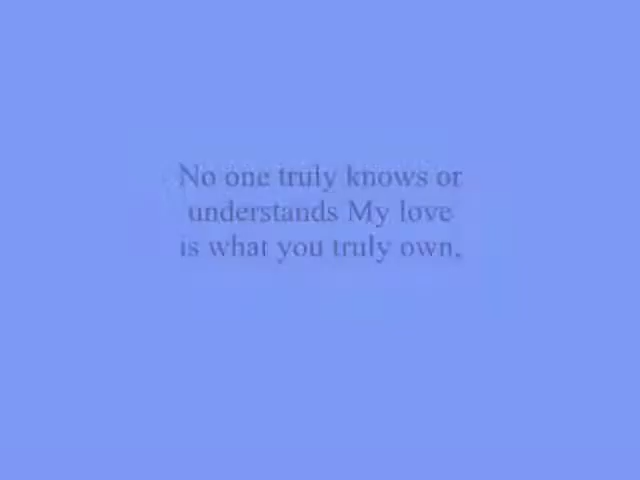 No one truly knows or
understands My love
is what you truly own,